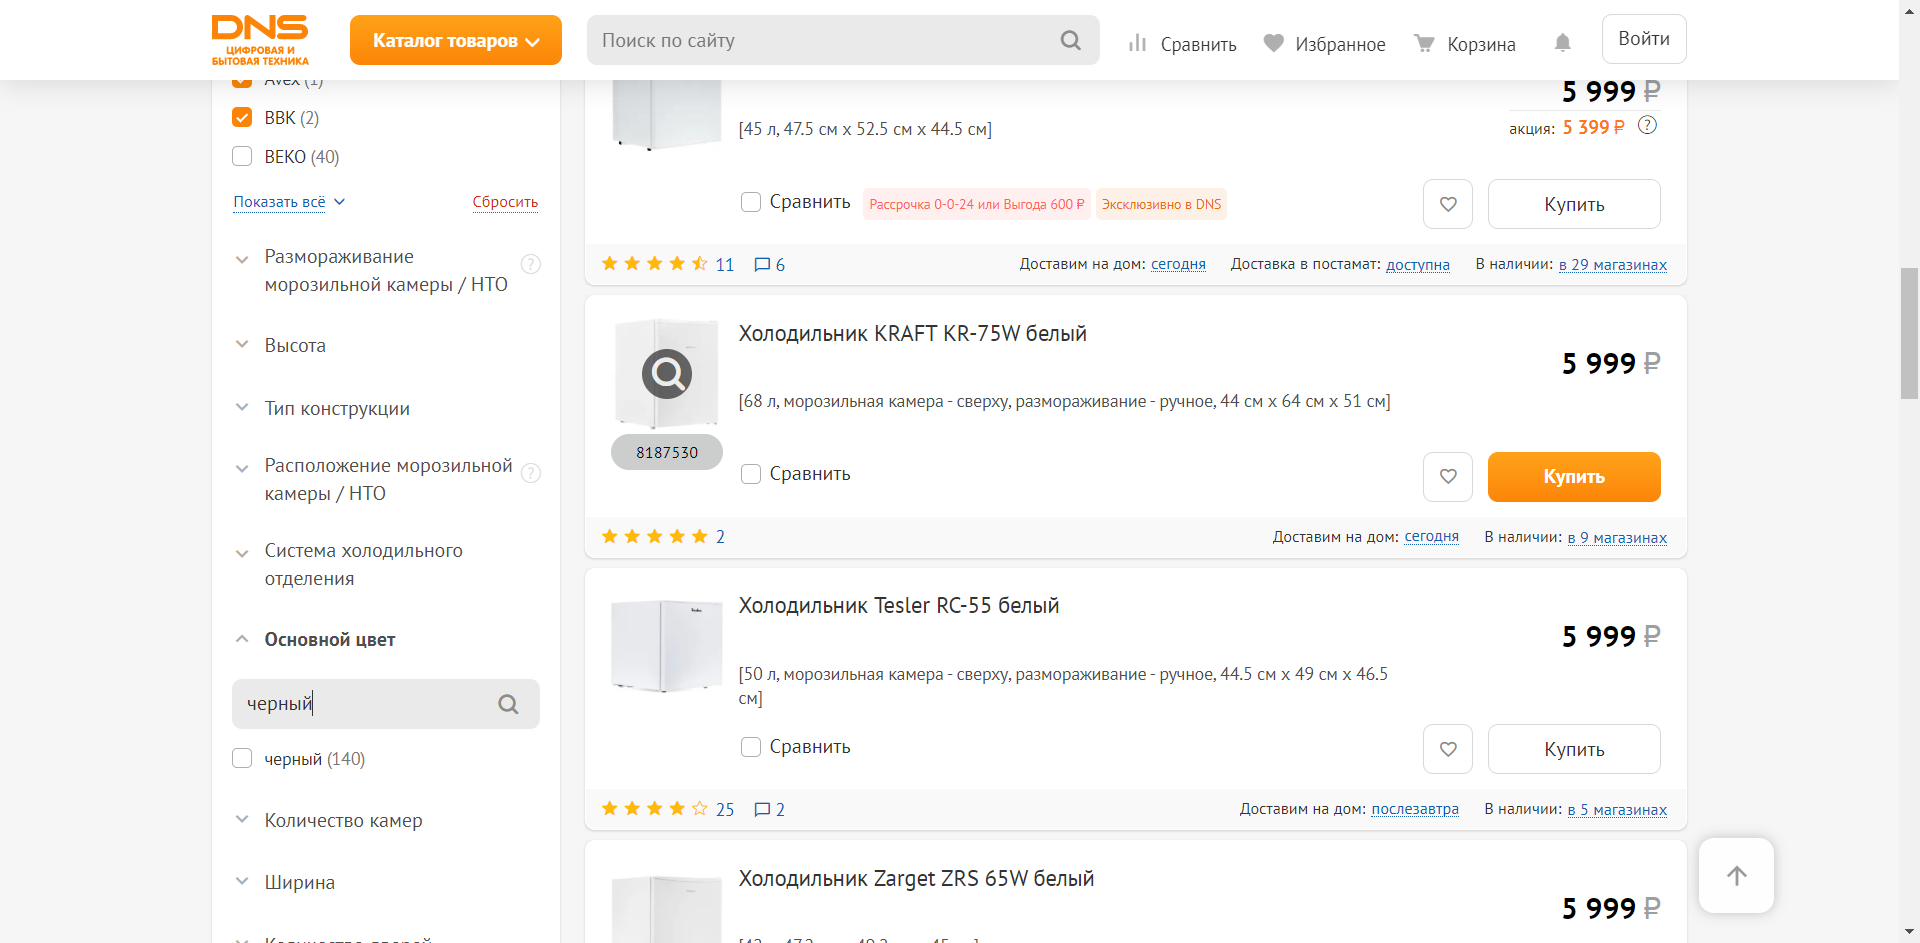 DNS
ЦИФРОВАЯ И
БЫТОВАЯ ТЕХНИКА
Каталог товаров
Поиск по сайту
Сравнить
Избранное
Корзина
Войти
Avex (1)
BBK (2)
BEKO (40)
Показать всё
Сбросить
Размораживание
морозильной камеры / НТО
?
Высота
Тип конструкции
Расположение морозильной
камеры / НТО
?
Система холодильного
отделения
Основной цвет
черный
черный (140)
Количество камер
Ширина
Количество дверей
5 999 ₽
[45 л, 47.5 см x 52.5 см x 44.5 см]
акция: 5 399 ₽ ?
Сравнить
Рассрочка 0-0-24 или Выгода 600 ₽
Эксклюзивно в DNS
Купить
11
6
Доставим на дом: сегодня
Доставка в постамат: доступна
В наличии: в 29 магазинах
Холодильник KRAFT KR-75W белый
5 999 ₽
[68 л, морозильная камера - сверху, размораживание - ручное, 44 см x 64 см x 51 см]
8187530
Сравнить
Купить
2
Доставим на дом: сегодня
В наличии: в 9 магазинах
Холодильник Tesler RC-55 белый
5 999 ₽
[50 л, морозильная камера - сверху, размораживание - ручное, 44.5 см x 49 см x 46.5
см]
Сравнить
Купить
25
2
Доставим на дом: послезавтра
В наличии: в 5 магазинах
Холодильник Zarget ZRS 65W белый
5 999 ₽